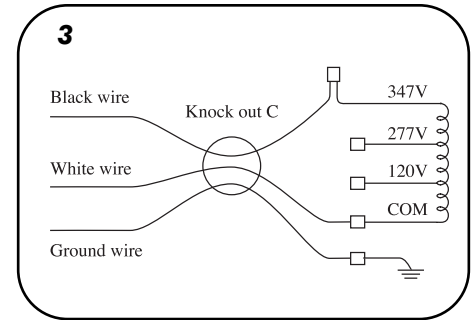 3
Black wire
Knock out C
White wire
Ground wire
347V
277V
120V
COM